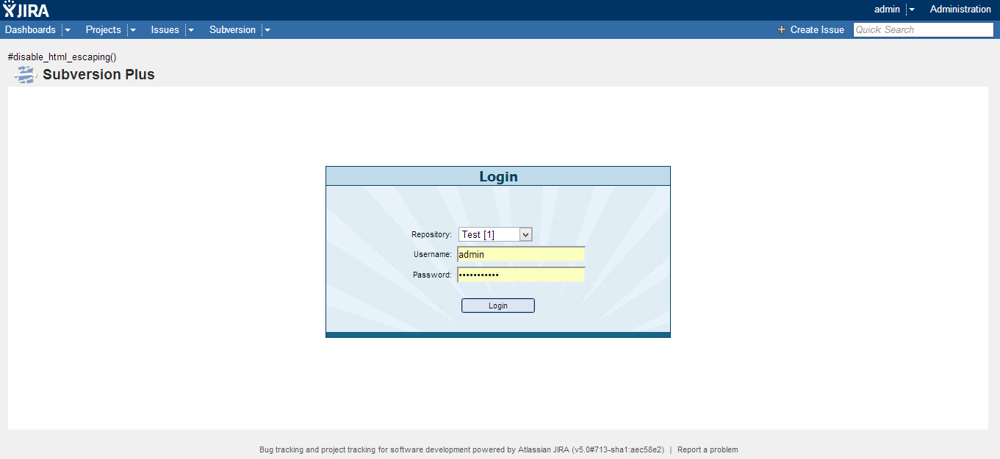 JIRA
admin Administration
Dashboards Projects Issues Subversion + Create Issue Quick Search
#disable_html_escaping()
Subversion Plus
Login
Repository: Test [1]
Username: admin
Password: •••••••••••
Login
Bug tracking and project tracking for software development powered by Atlassian JIRA (v5.0#713-sha1:aec58e2) | Report a problem